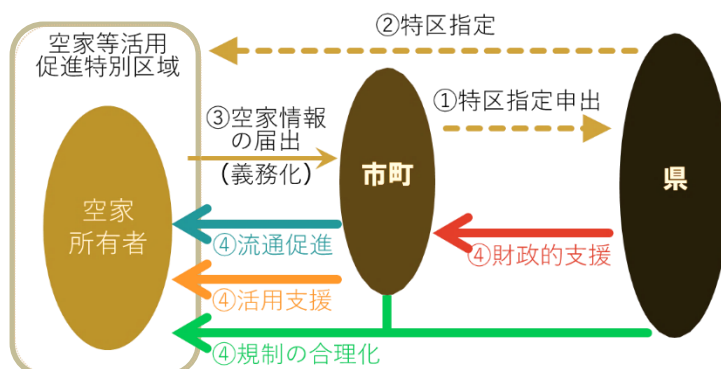 空家等活用
促進特別区域
②特区指定
①特区指定申出
③空家情報
の届出
(義務化)
市町
県
空家
所有者
④流通促進
④財政的支援
④活用支援
④規制の合理化